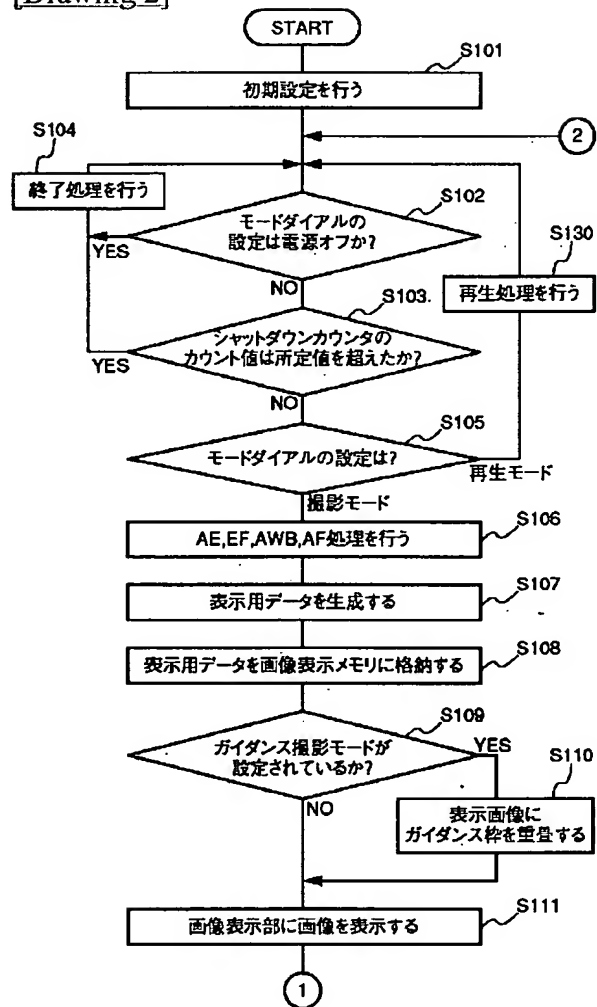 [Drawing 2]
START
S101
初期設定を行う
2
S104
終了処理を行う
S102
モードダイアルの
設定は電源オフか?
YES
NO
S130
再生処理を行う
S103.
シャットダウンカウンタの
カウント値は所定値を超えたか?
YES
NO
S105
モードダイアルの設定は?
再生モード
撮影モード
S106
AE,EF,AWB,AF処理を行う
S107
表示用データを生成する
S108
表示用データを画像表示メモリに格納する
S109
ガイダンス撮影モードが
設定されているか?
YES
NO
S110
表示画像に
ガイダンス枠を重畳する
S111
画像表示部に画像を表示する
1